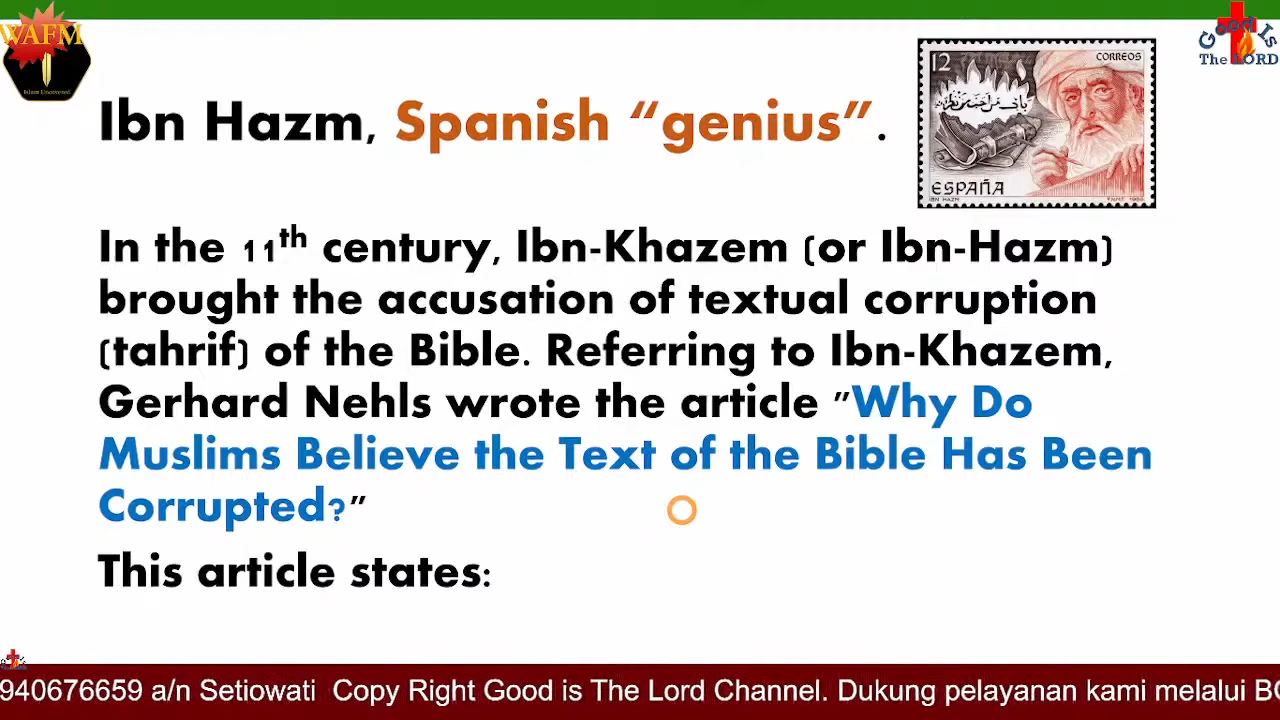 WAFM
Islam Uncovered
Good Is
The LORD
12
CORREOS
ESPAÑA
IBN HAZM
Ibn Hazm, Spanish “genius”.
In the 11th century, Ibn-Khazem (or Ibn-Hazm)
brought the accusation of textual corruption
(tahrif) of the Bible. Referring to Ibn-Khazem,
Gerhard Nehls wrote the article ”Why Do
Muslims Believe the Text of the Bible Has Been
Corrupted?”
This article states:
940676659 a/n Setiowati Copy Right Good is The Lord Channel. Dukung pelayanan kami melalui BC